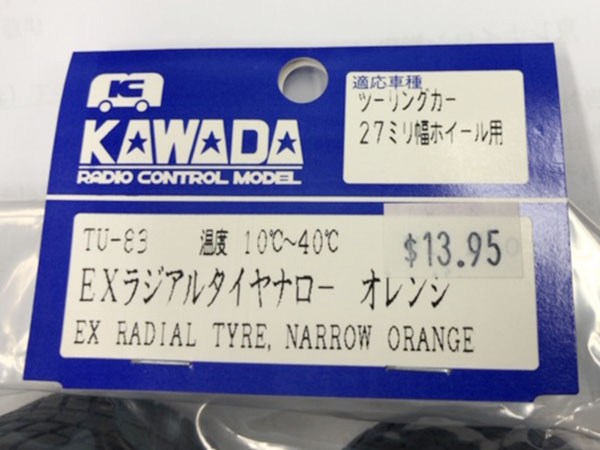 KAWADA
RADIO CONTROL MODEL
適応車種
ツーリングカー
27ミリ幅ホイール用
TU-83 温度 10℃~40℃
$13.95
EXラジアルタイヤナロー オレンジ
EX RADIAL TYRE, NARROW ORANGE